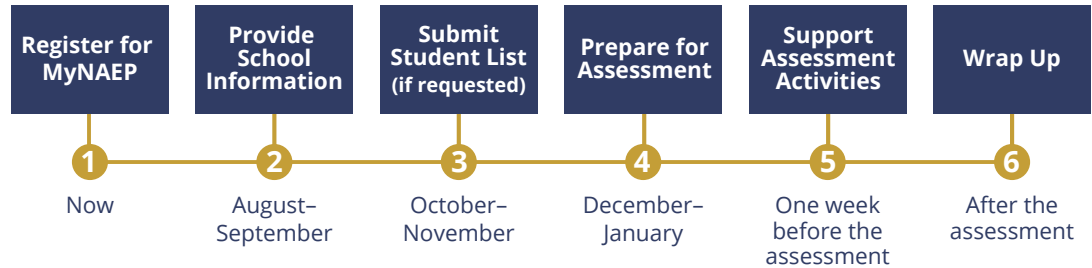 Register for
MyNAEP
Provide
School
Information
Submit
Student List
(if requested)
Prepare for
Assessment
Support
Assessment
Activities
Wrap Up
1
2
3
4
5
6
Now
August–
September
October–
November
December–
January
One week
before the
assessment
After the
assessment